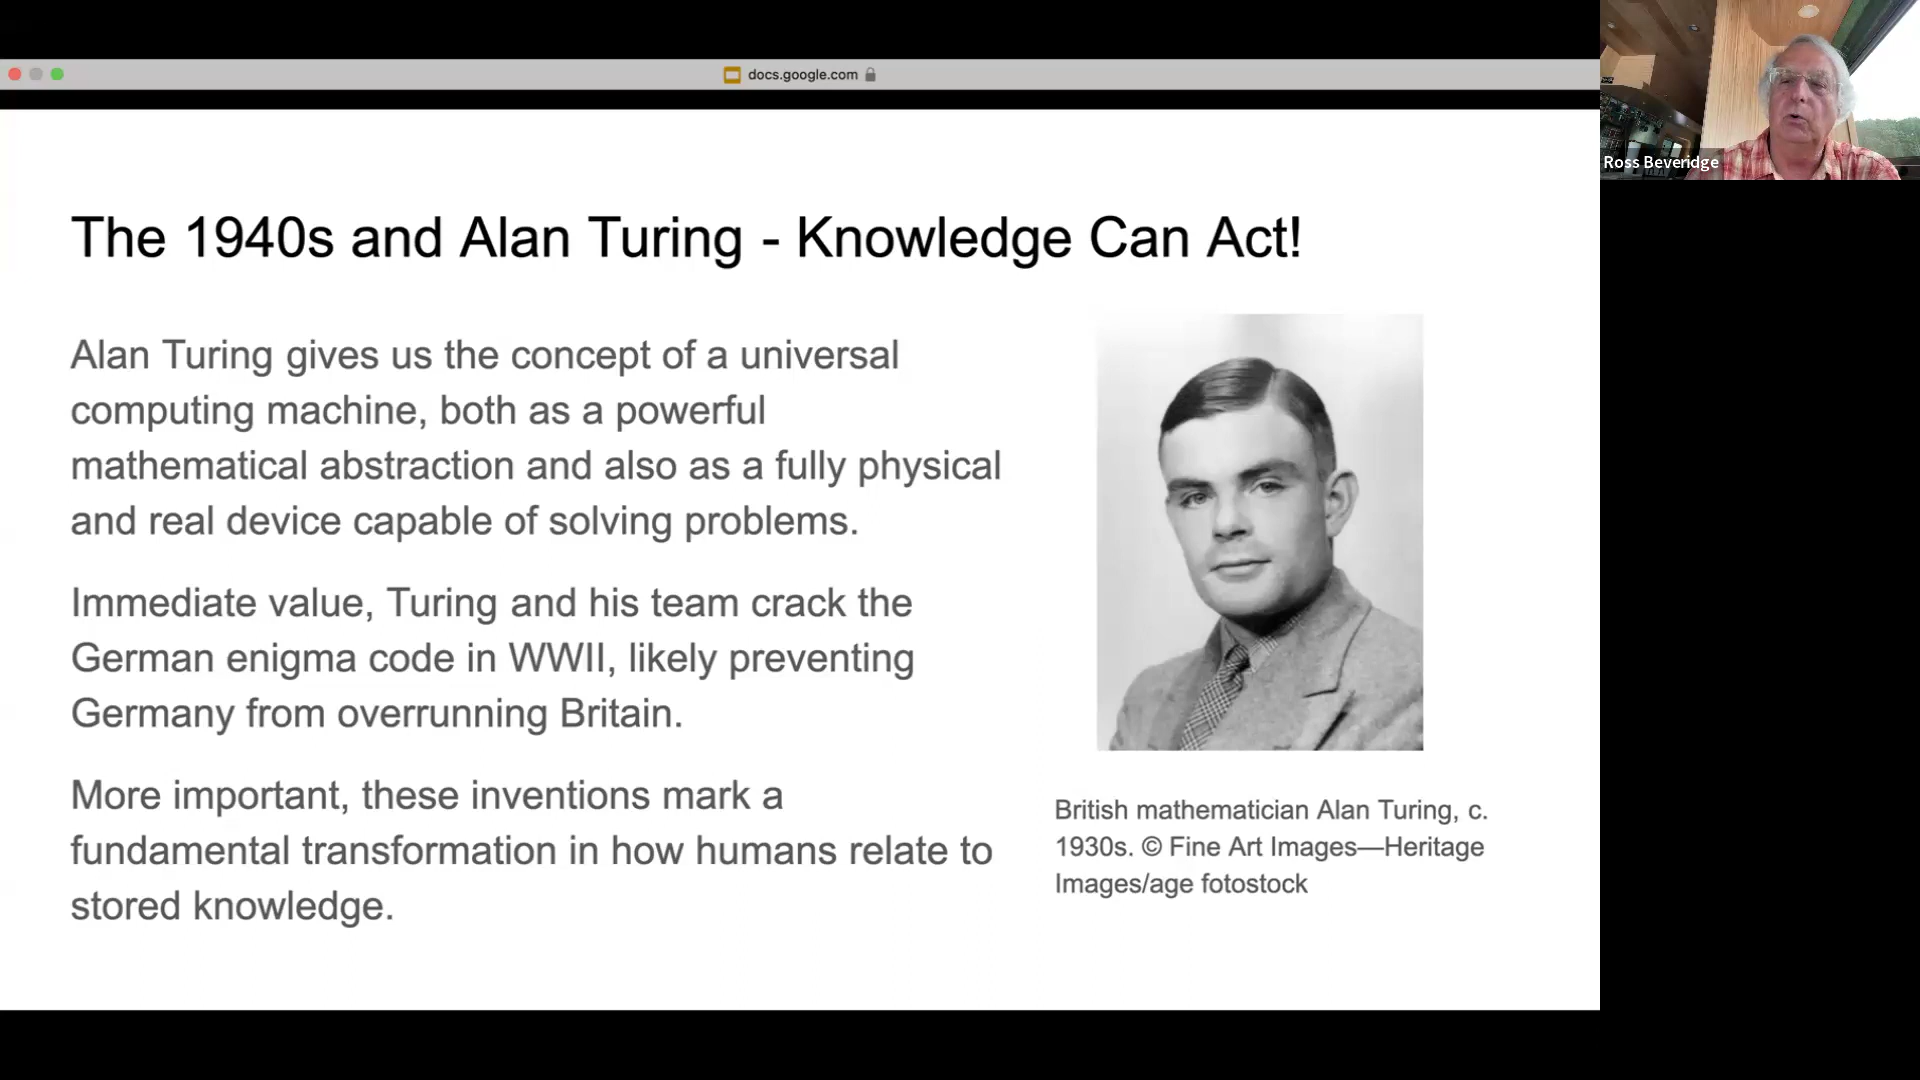 docs.google.com
Ross Beveridge
The 1940s and Alan Turing - Knowledge Can Act!
Alan Turing gives us the concept of a universal
computing machine, both as a powerful
mathematical abstraction and also as a fully physical
and real device capable of solving problems.
Immediate value, Turing and his team crack the
German enigma code in WWII, likely preventing
Germany from overrunning Britain.
More important, these inventions mark a
fundamental transformation in how humans relate to
stored knowledge.
British mathematician Alan Turing, c.
1930s. © Fine Art Images—Heritage
Images/age fotostock